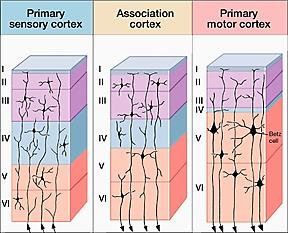 Primary
sensory cortex
Association
cortex
Primary
motor cortex
I
II
III
IV
V
VI
I
II
III
IV
V
VI
I
II
III
IV
V
VI
Betz
cell